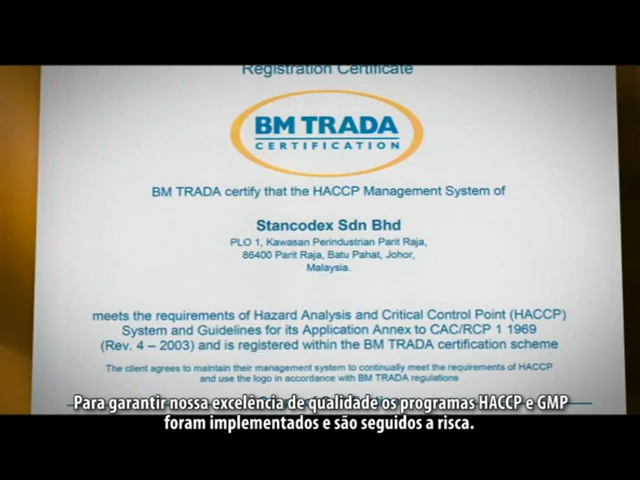 Registration Certificate
BM TRADA
CERTIFICATION
BM TRADA certify that the HACCP Management System of
Stancodex Sdn Bhd
PLO 1, Kawasan Perindustrian Parit Raja,
86400 Parit Raja, Batu Pahat, Johor,
Malaysia.
meets the requirements of Hazard Analysis and Critical Control Point (HACCP)
System and Guidelines for its Application Annex to CAC/RCP 1 1969
(Rev. 4 – 2003) and is registered within the BM TRADA certification scheme
The client agrees to maintain their management system to continually meet the requirements of HACCP
and use the logo in accordance with BM TRADA regulations
Para garantir nossa excelência de qualidade os programas HACCP e GMP
foram implementados e são seguidos a risca.